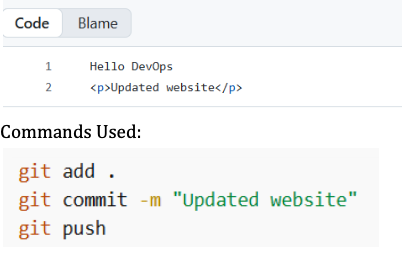 Code Blame
1 Hello DevOps
2 <p>Updated website</p>
Commands Used:
git add .
git commit -m "Updated website"
git push